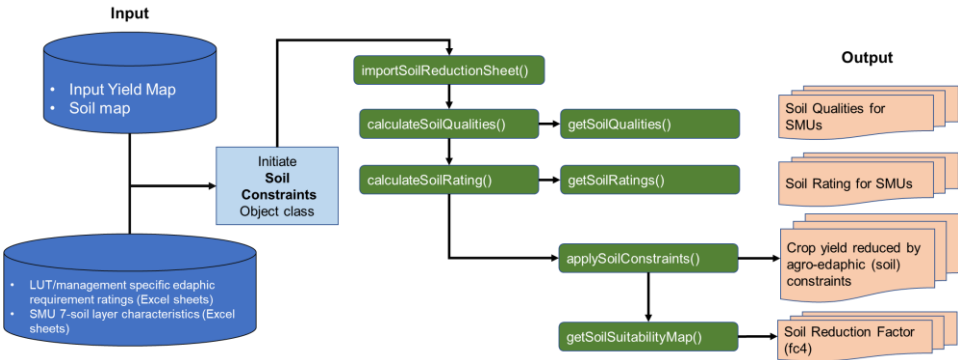 Input
• Input Yield Map
• Soil map
Initiate
Soil
Constraints
Object class
• LUT/management specific edaphic
requirement ratings (Excel sheets)
• SMU 7-soil layer characteristics (Excel
sheets)
importSoilReductionSheet()
calculateSoilQualities()
getSoilQualities()
calculateSoilRating()
getSoilRatings()
applySoilConstraints()
getSoilSuitabilityMap()
Output
Soil Qualities for
SMUs
Soil Rating for SMUs
Crop yield reduced by
agro-edaphic (soil)
constraints
Soil Reduction Factor
(fc4)